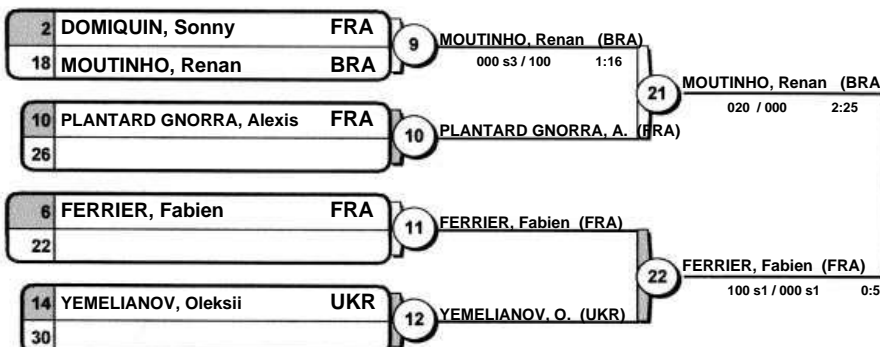 2 DOMIQUIN, Sonny FRA
18 MOUTINHO, Renan BRA
9
MOUTINHO, Renan (BRA)
000 s3 / 100 1:16
10 PLANTARD GNORRA, Alexis FRA
26
10
PLANTARD GNORRA, A. (FRA)
21
MOUTINHO, Renan (BRA
020 / 000 2:25
6 FERRIER, Fabien FRA
22
11
FERRIER, Fabien (FRA)
14 YEMELIANOV, Oleksii UKR
30
12
YEMELIANOV, O. (UKR)
22
FERRIER, Fabien (FRA)
100 s1 / 000 s1 0:5